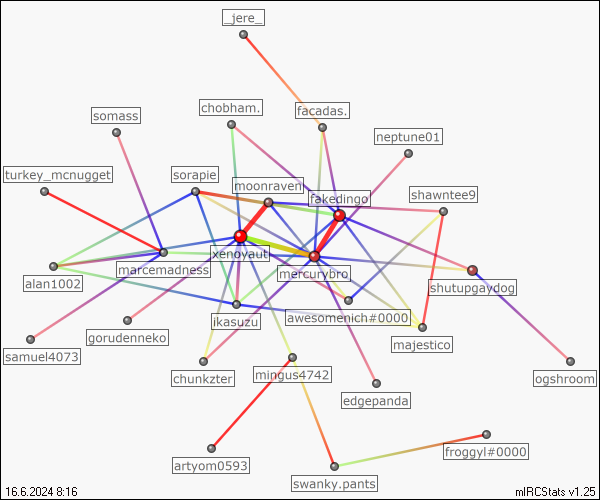 _jere_
chobham.
facadas.
somass
neptune01
turkey_mcnugget
sorapie
moonraven
fakedingo
shawntee9
xenoyaut
mercurybro_
marcemadness
alan1002
shutupgaydog
ikasuzu
awesomenich#0000
gorudenneko
majestico
samuel4073
chunkzter
mingus4742
ogshroom
edgepanda
artyom0593
froggyl#0000
swanky.pants
16.6.2024 8:16
mIRCStats v1.25